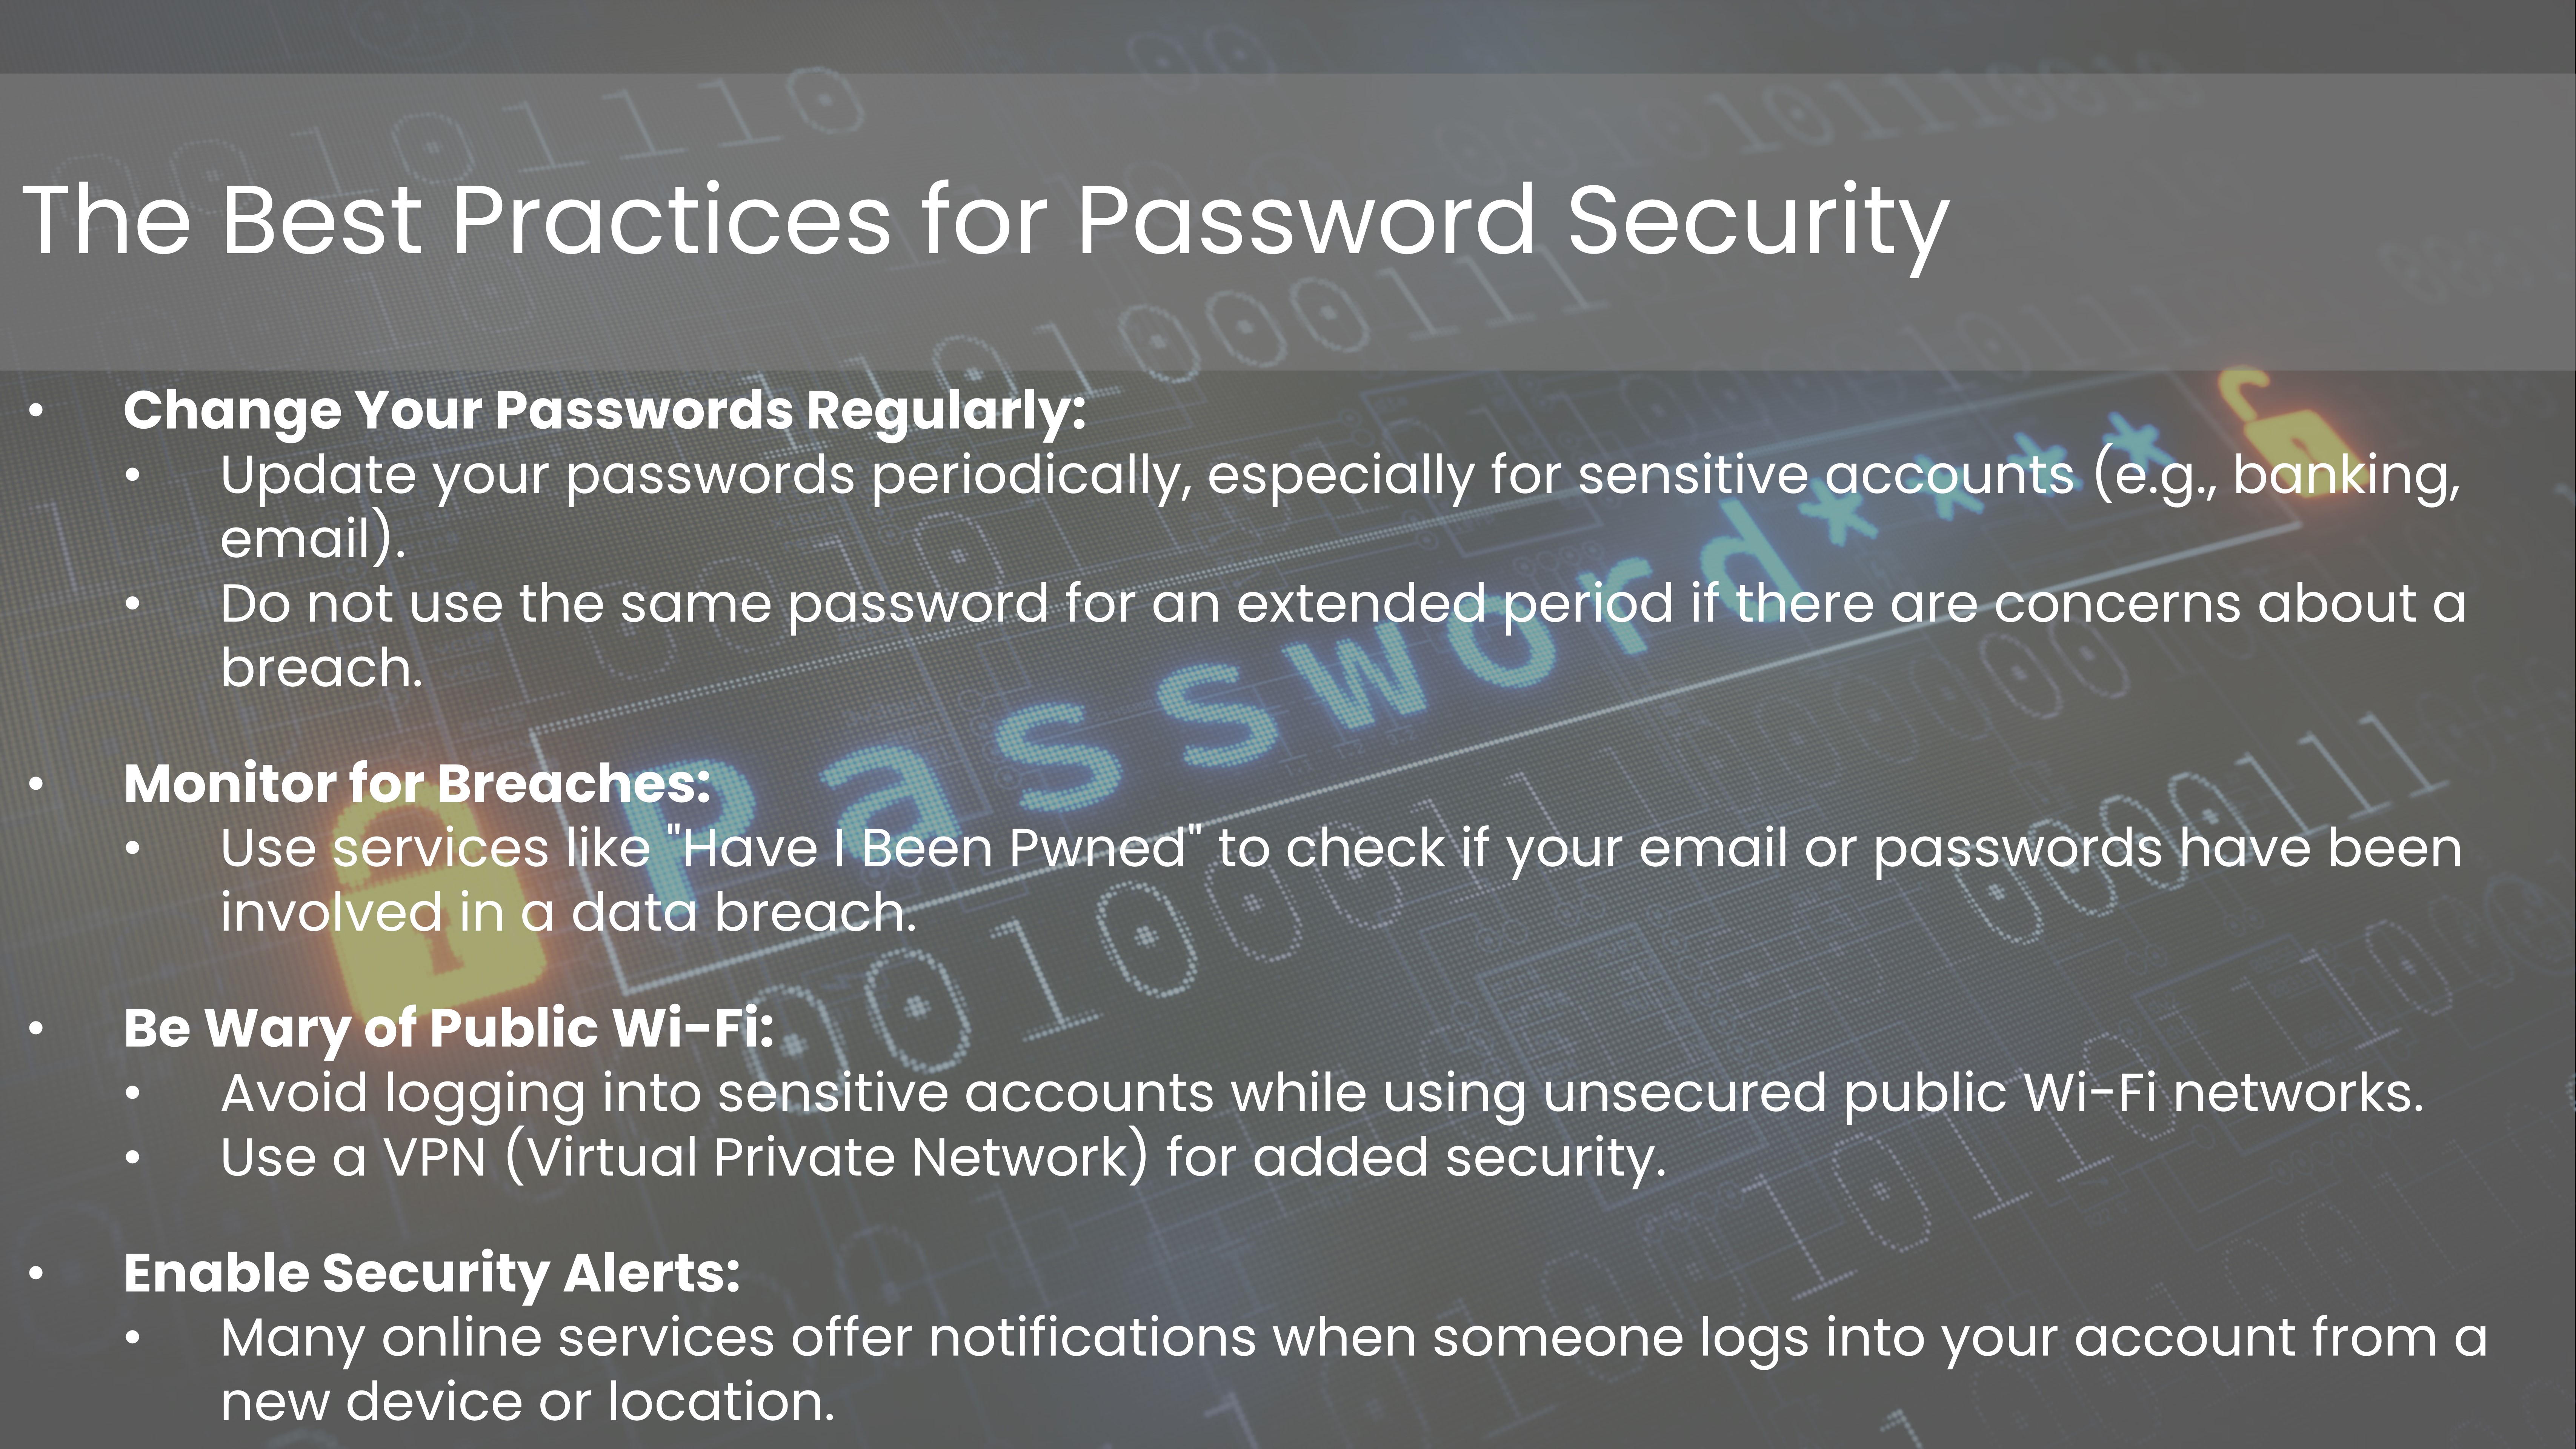 The Best Practices for Password Security
• Change Your Passwords Regularly:
• Update your passwords periodically, especially for sensitive accounts (e.g., banking,
email).
• Do not use the same password for an extended period if there are concerns about a
breach.
• Monitor for Breaches:
• Use services like "Have I Been Pwned" to check if your email or passwords have been
involved in a data breach.
• Be Wary of Public Wi-Fi:
• Avoid logging into sensitive accounts while using unsecured public Wi-Fi networks.
• Use a VPN (Virtual Private Network) for added security.
• Enable Security Alerts:
• Many online services offer notifications when someone logs into your account from a
new device or location.
Password****